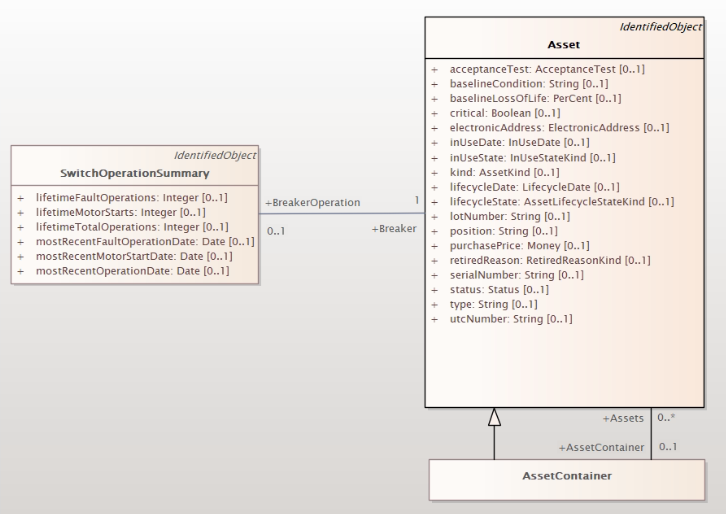 IdentifiedObject
Asset
+ acceptanceTest: AcceptanceTest [0..1]
+ baselineCondition: String [0..1]
+ baselineLossOfLife: PerCent [0..1]
+ critical: Boolean [0..1]
+ electronicAddress: ElectronicAddress [0..1]
+ inUseDate: InUseDate [0..1]
+ inUseState: InUseStateKind [0..1]
+ kind: AssetKind [0..1]
+ lifecycleDate: LifecycleDate [0..1]
+ lifecycleState: AssetLifecycleStateKind [0..1]
+ lotNumber: String [0..1]
+ position: String [0..1]
+ purchasePrice: Money [0..1]
+ retiredReason: RetiredReasonKind [0..1]
+ serialNumber: String [0..1]
+ status: Status [0..1]
+ type: String [0..1]
+ utcNumber: String [0..1]
IdentifiedObject
SwitchOperationSummary
+ lifetimeFaultOperations: Integer [0..1]
+ lifetimeMotorStarts: Integer [0..1]
+ lifetimeTotalOperations: Integer [0..1]
+ mostRecentFaultOperationDate: Date [0..1]
+ mostRecentMotorStartDate: Date [0..1]
+ mostRecentOperationDate: Date [0..1]
+BreakerOperation 1
0..1 +Breaker
+Assets 0..*
+AssetContainer 0..1
AssetContainer